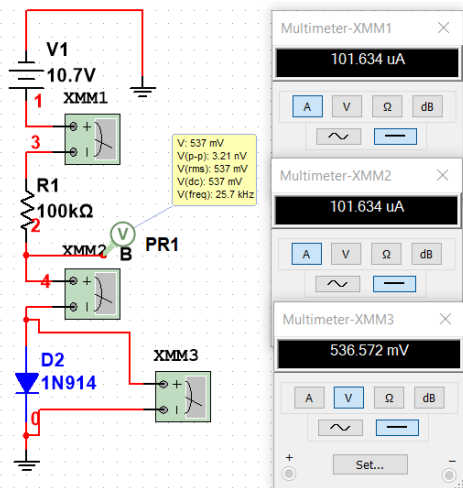 V1
10.7V
1
XMM1
3
R1
100kΩ
2
V: 537 mV
V(p-p): 3.21 nV
V(rms): 537 mV
V(dc): 537 mV
V(freq): 25.7 kHz
V
B
PR1
XMM2
4
D2
1N914
XMM3
0
Multimeter-XMM1
101.634 uA
A V Ω dB
Multimeter-XMM2
101.634 uA
A V Ω dB
Multimeter-XMM3
536.572 mV
A V Ω dB
+ Set... −